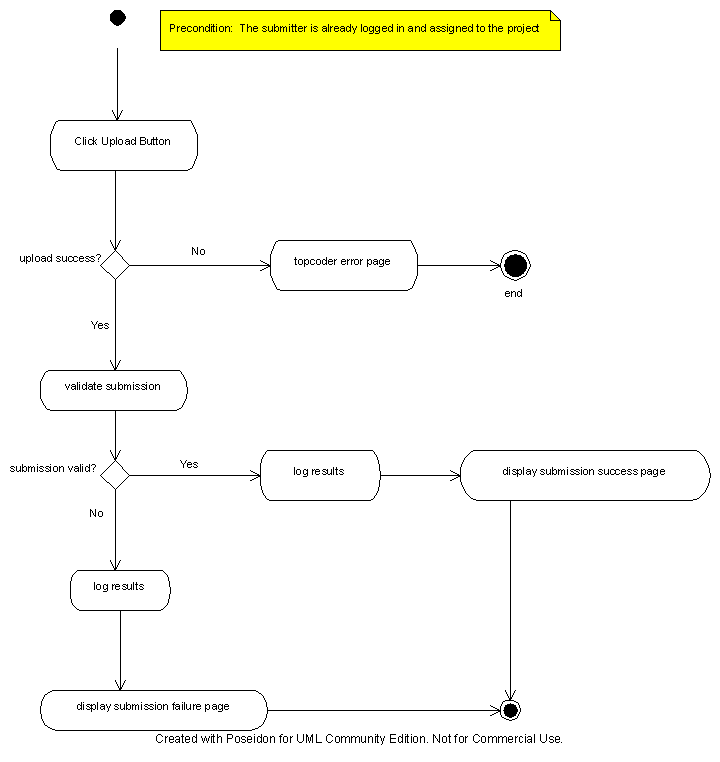 Precondition: The submitter is already logged in and assigned to the project
Click Upload Button
upload success?
No
topcoder error page
end
Yes
validate submission
submission valid?
Yes
log results
display submission success page
No
log results
display submission failure page
Created with Poseidon for UML Community Edition. Not for Commercial Use.